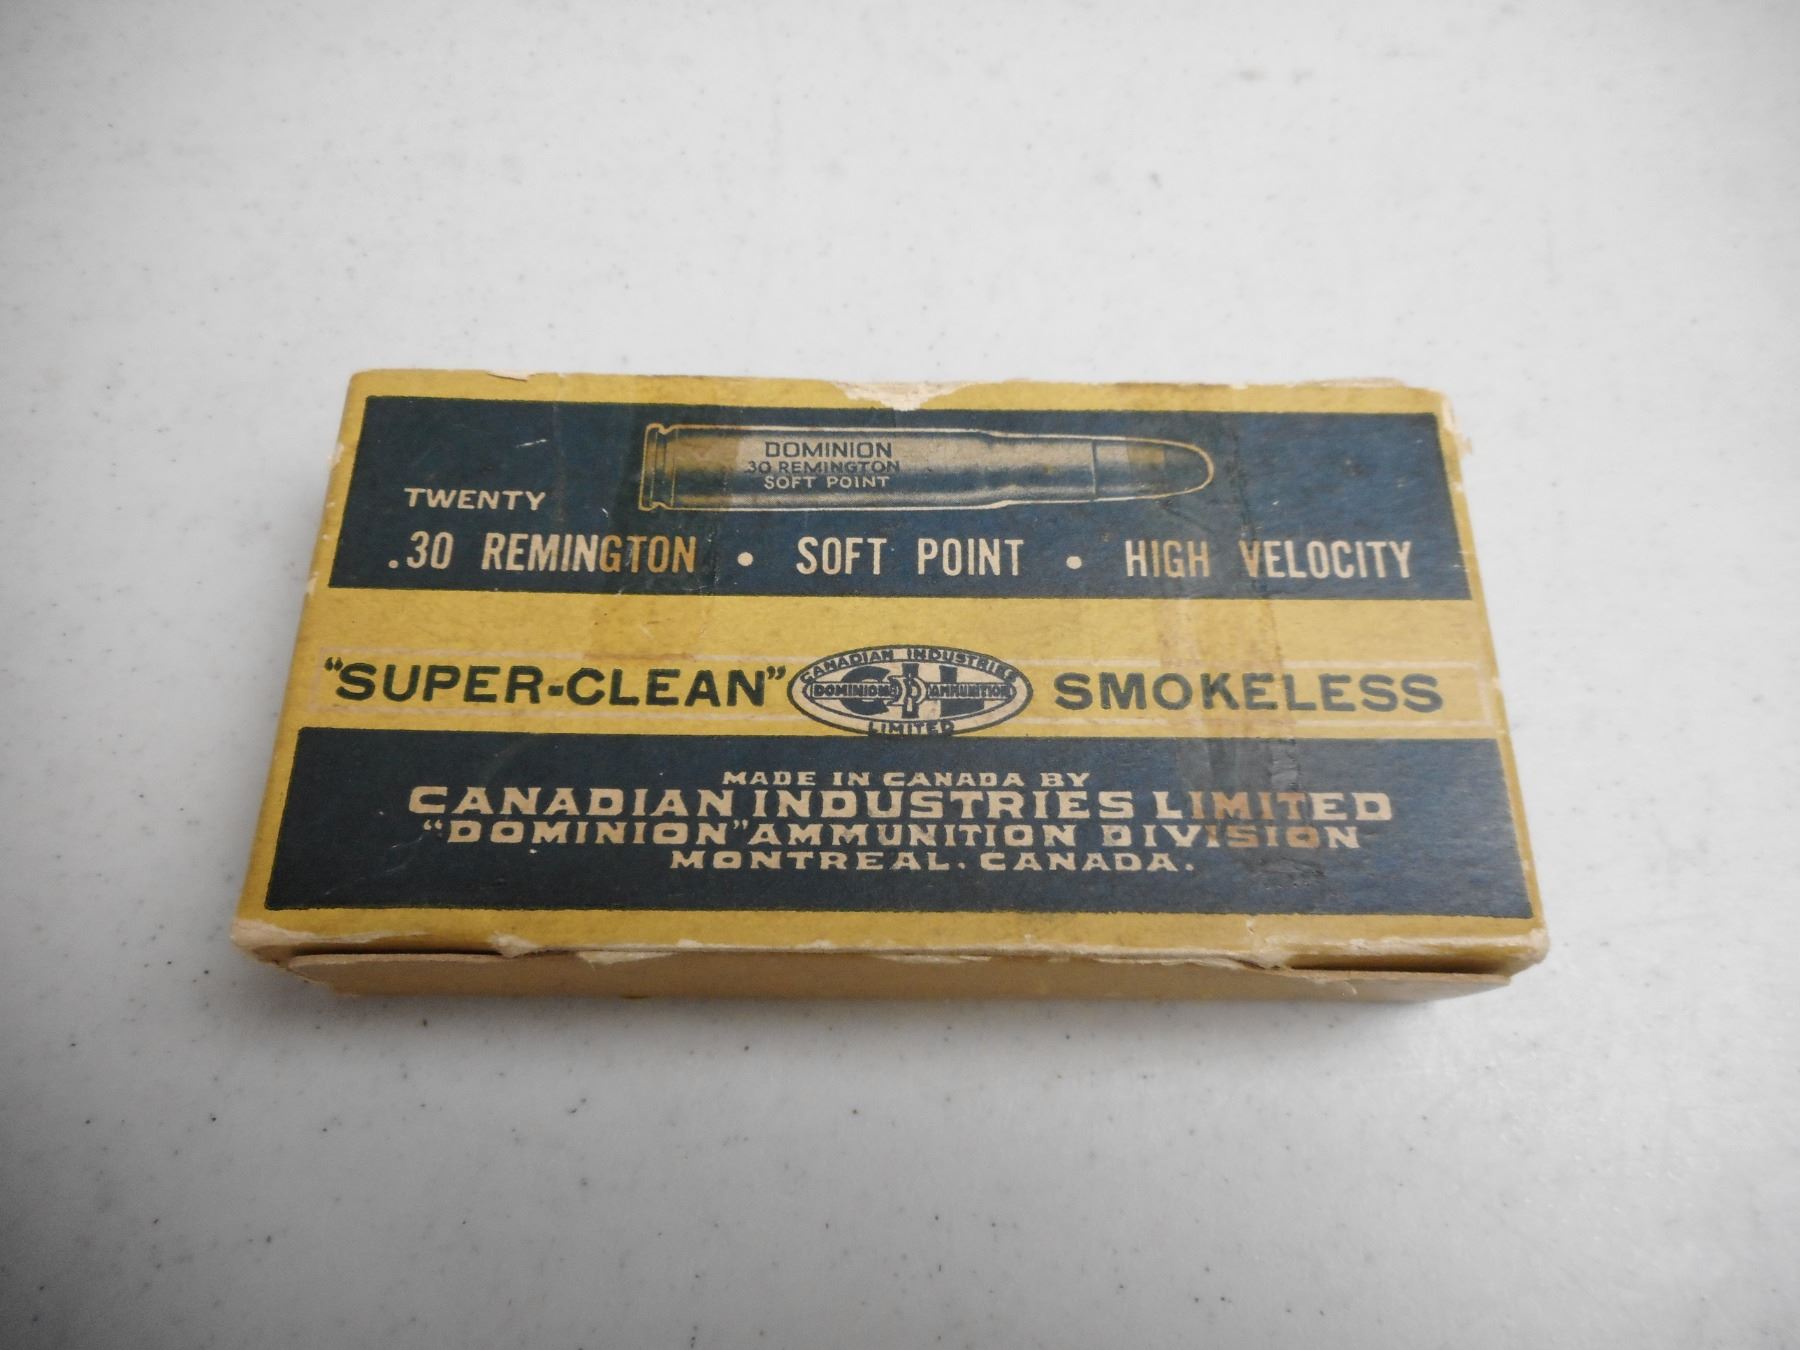 DOMINION
.30 REMINGTON
SOFT POINT
TWENTY
.30 REMINGTON • SOFT POINT • HIGH VELOCITY
"SUPER-CLEAN" SMOKELESS
CANADIAN INDUSTRIES
CIL
DOMINION AMMUNITION
LIMITED
MADE IN CANADA BY
CANADIAN INDUSTRIES LIMITED
"DOMINION" AMMUNITION DIVISION
MONTREAL. CANADA.